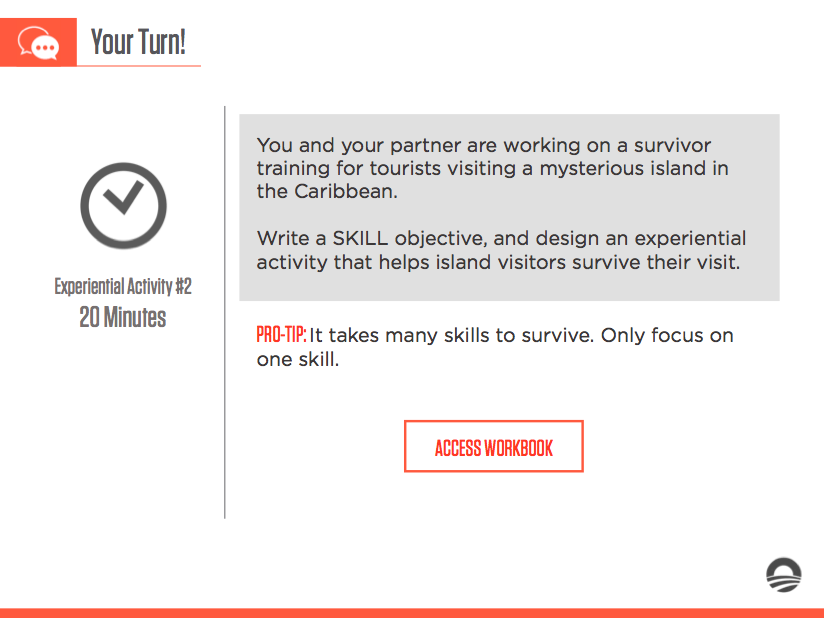 Your Turn!
You and your partner are working on a survivor
training for tourists visiting a mysterious island in
the Caribbean.
Write a SKILL objective, and design an experiential
activity that helps island visitors survive their visit.
Experiential Activity #2
20 Minutes
PRO-TIP: It takes many skills to survive. Only focus on
one skill.
ACCESS WORKBOOK